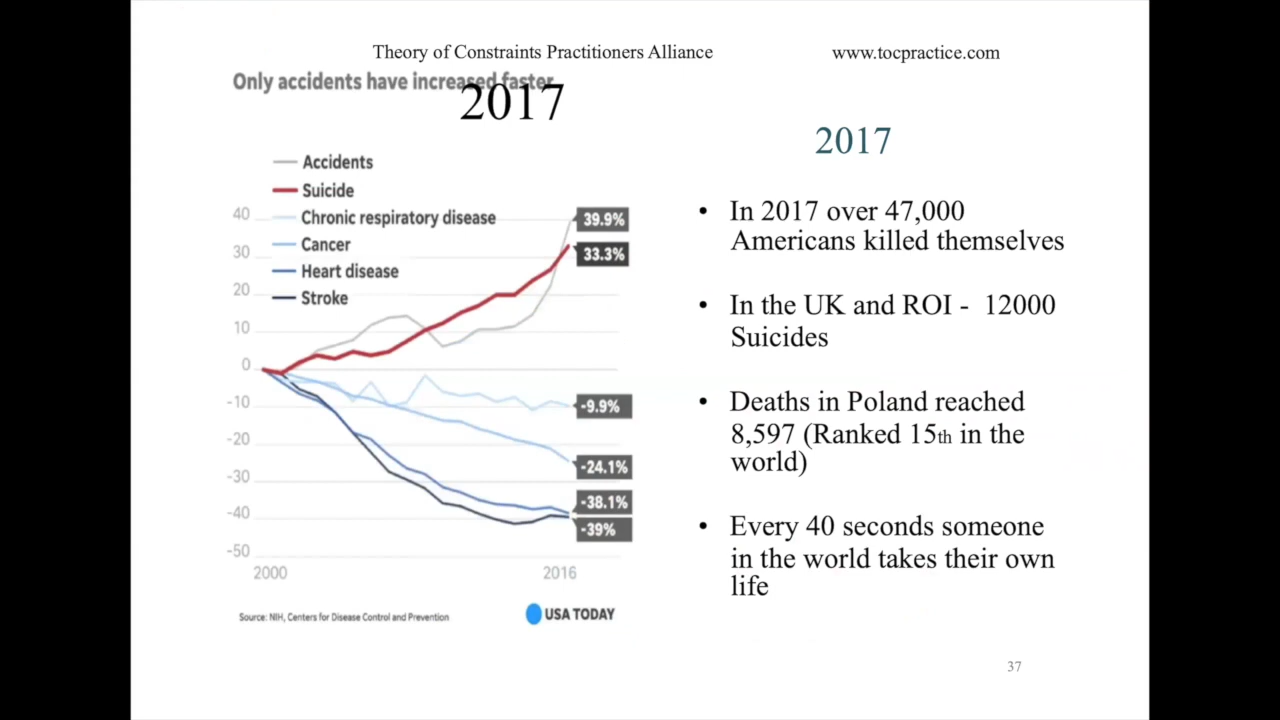 Theory of Constraints Practitioners Alliance
www.tocpractice.com
Only accidents have increased faster
2017
Accidents
Suicide
Chronic respiratory disease
Cancer
Heart disease
Stroke
40
30
20
10
0
-10
-20
-30
-40
-50
39.9%
33.3%
-9.9%
-24.1%
-38.1%
-39%
2000
2016
Source: NIH, Centers for Disease Control and Prevention
USA TODAY
2017
• In 2017 over 47,000
Americans killed themselves
• In the UK and ROI - 12000
Suicides
• Deaths in Poland reached
8,597 (Ranked 15th in the
world)
• Every 40 seconds someone
in the world takes their own
life
37